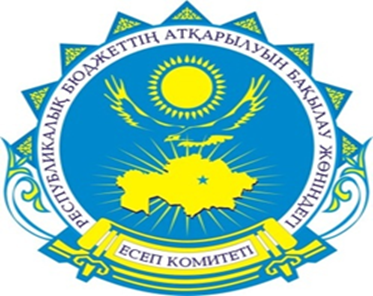 РЕСПУБЛИКАЛЫҚ БЮДЖЕТТІҢ АТҚАРЫЛУЫН БАҚЫЛАУ ЖӨНІНДЕГІ
ЕСЕП КОМИТЕТІ